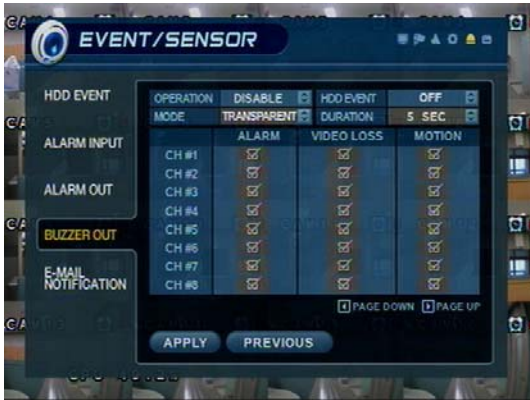 EVENT/SENSOR
HDD EVENT
ALARM INPUT
ALARM OUT
BUZZER OUT
E-MAIL
NOTIFICATION
OPERATION DISABLE HDD EVENT OFF
MODE TRANSPARENT DURATION 5 SEC
ALARM VIDEO LOSS MOTION
CH #1
CH #2
CH #3
CH #4
CH #5
CH #6
CH #7
CH #8
PAGE DOWN PAGE UP
APPLY PREVIOUS